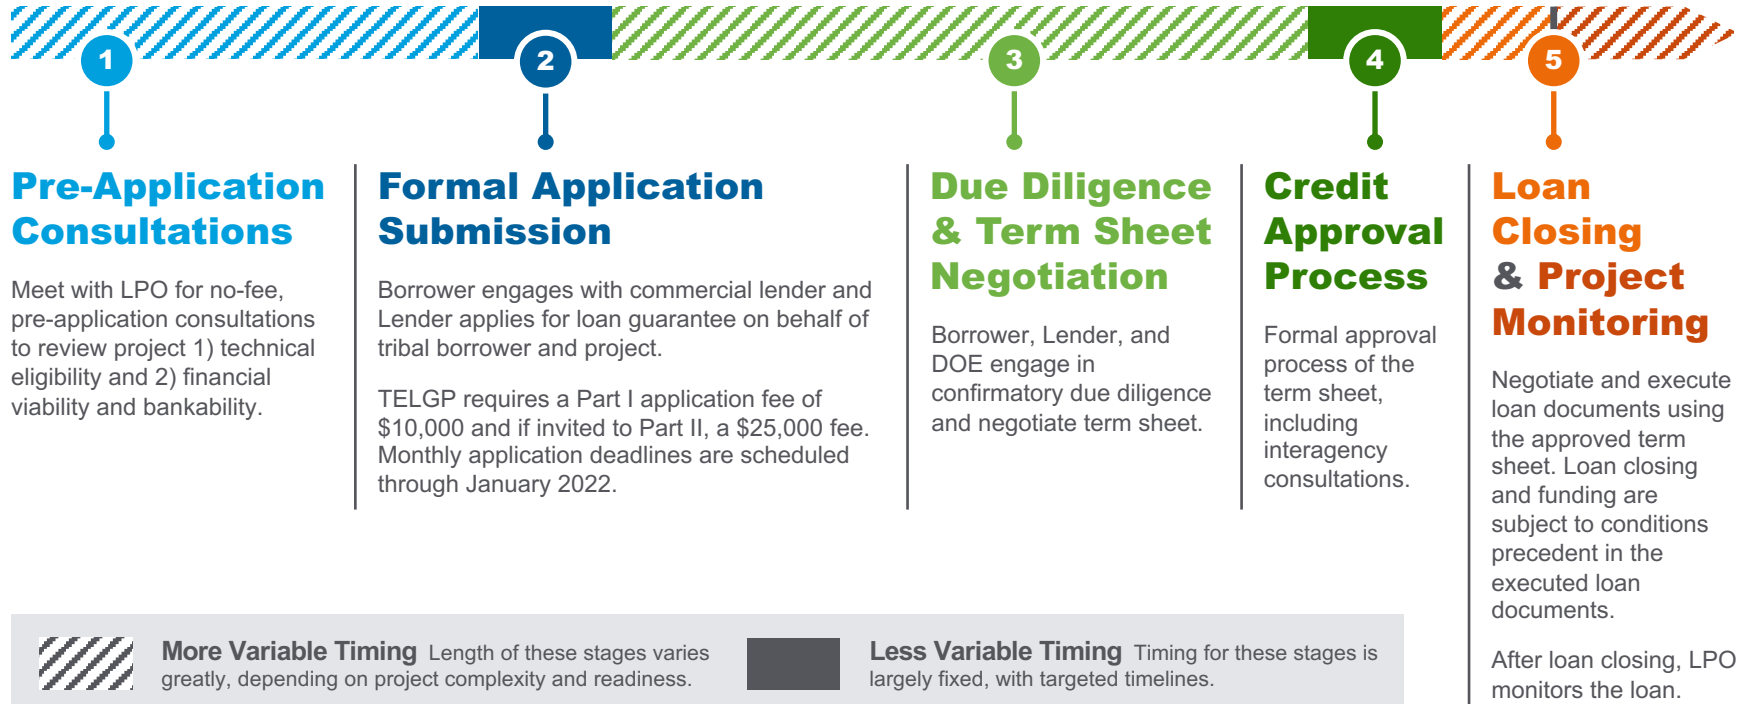 1
2
3
4
5
Pre-Application
Consultations
Meet with LPO for no-fee,
pre-application consultations
to review project 1) technical
eligibility and 2) financial
viability and bankability.
Formal Application
Submission
Borrower engages with commercial lender and
Lender applies for loan guarantee on behalf of
tribal borrower and project.
TELGP requires a Part I application fee of
$10,000 and if invited to Part II, a $25,000 fee.
Monthly application deadlines are scheduled
through January 2022.
Due Diligence
& Term Sheet
Negotiation
Borrower, Lender, and
DOE engage in
confirmatory due diligence
and negotiate term sheet.
Credit
Approval
Process
Formal approval
process of the
term sheet,
including
interagency
consultations.
Loan
Closing
& Project
Monitoring
Negotiate and execute
loan documents using
the approved term
sheet. Loan closing
and funding are
subject to conditions
precedent in the
executed loan
documents.
After loan closing, LPO
monitors the loan.
More Variable Timing Length of these stages varies
greatly, depending on project complexity and readiness.
Less Variable Timing Timing for these stages is
largely fixed, with targeted timelines.